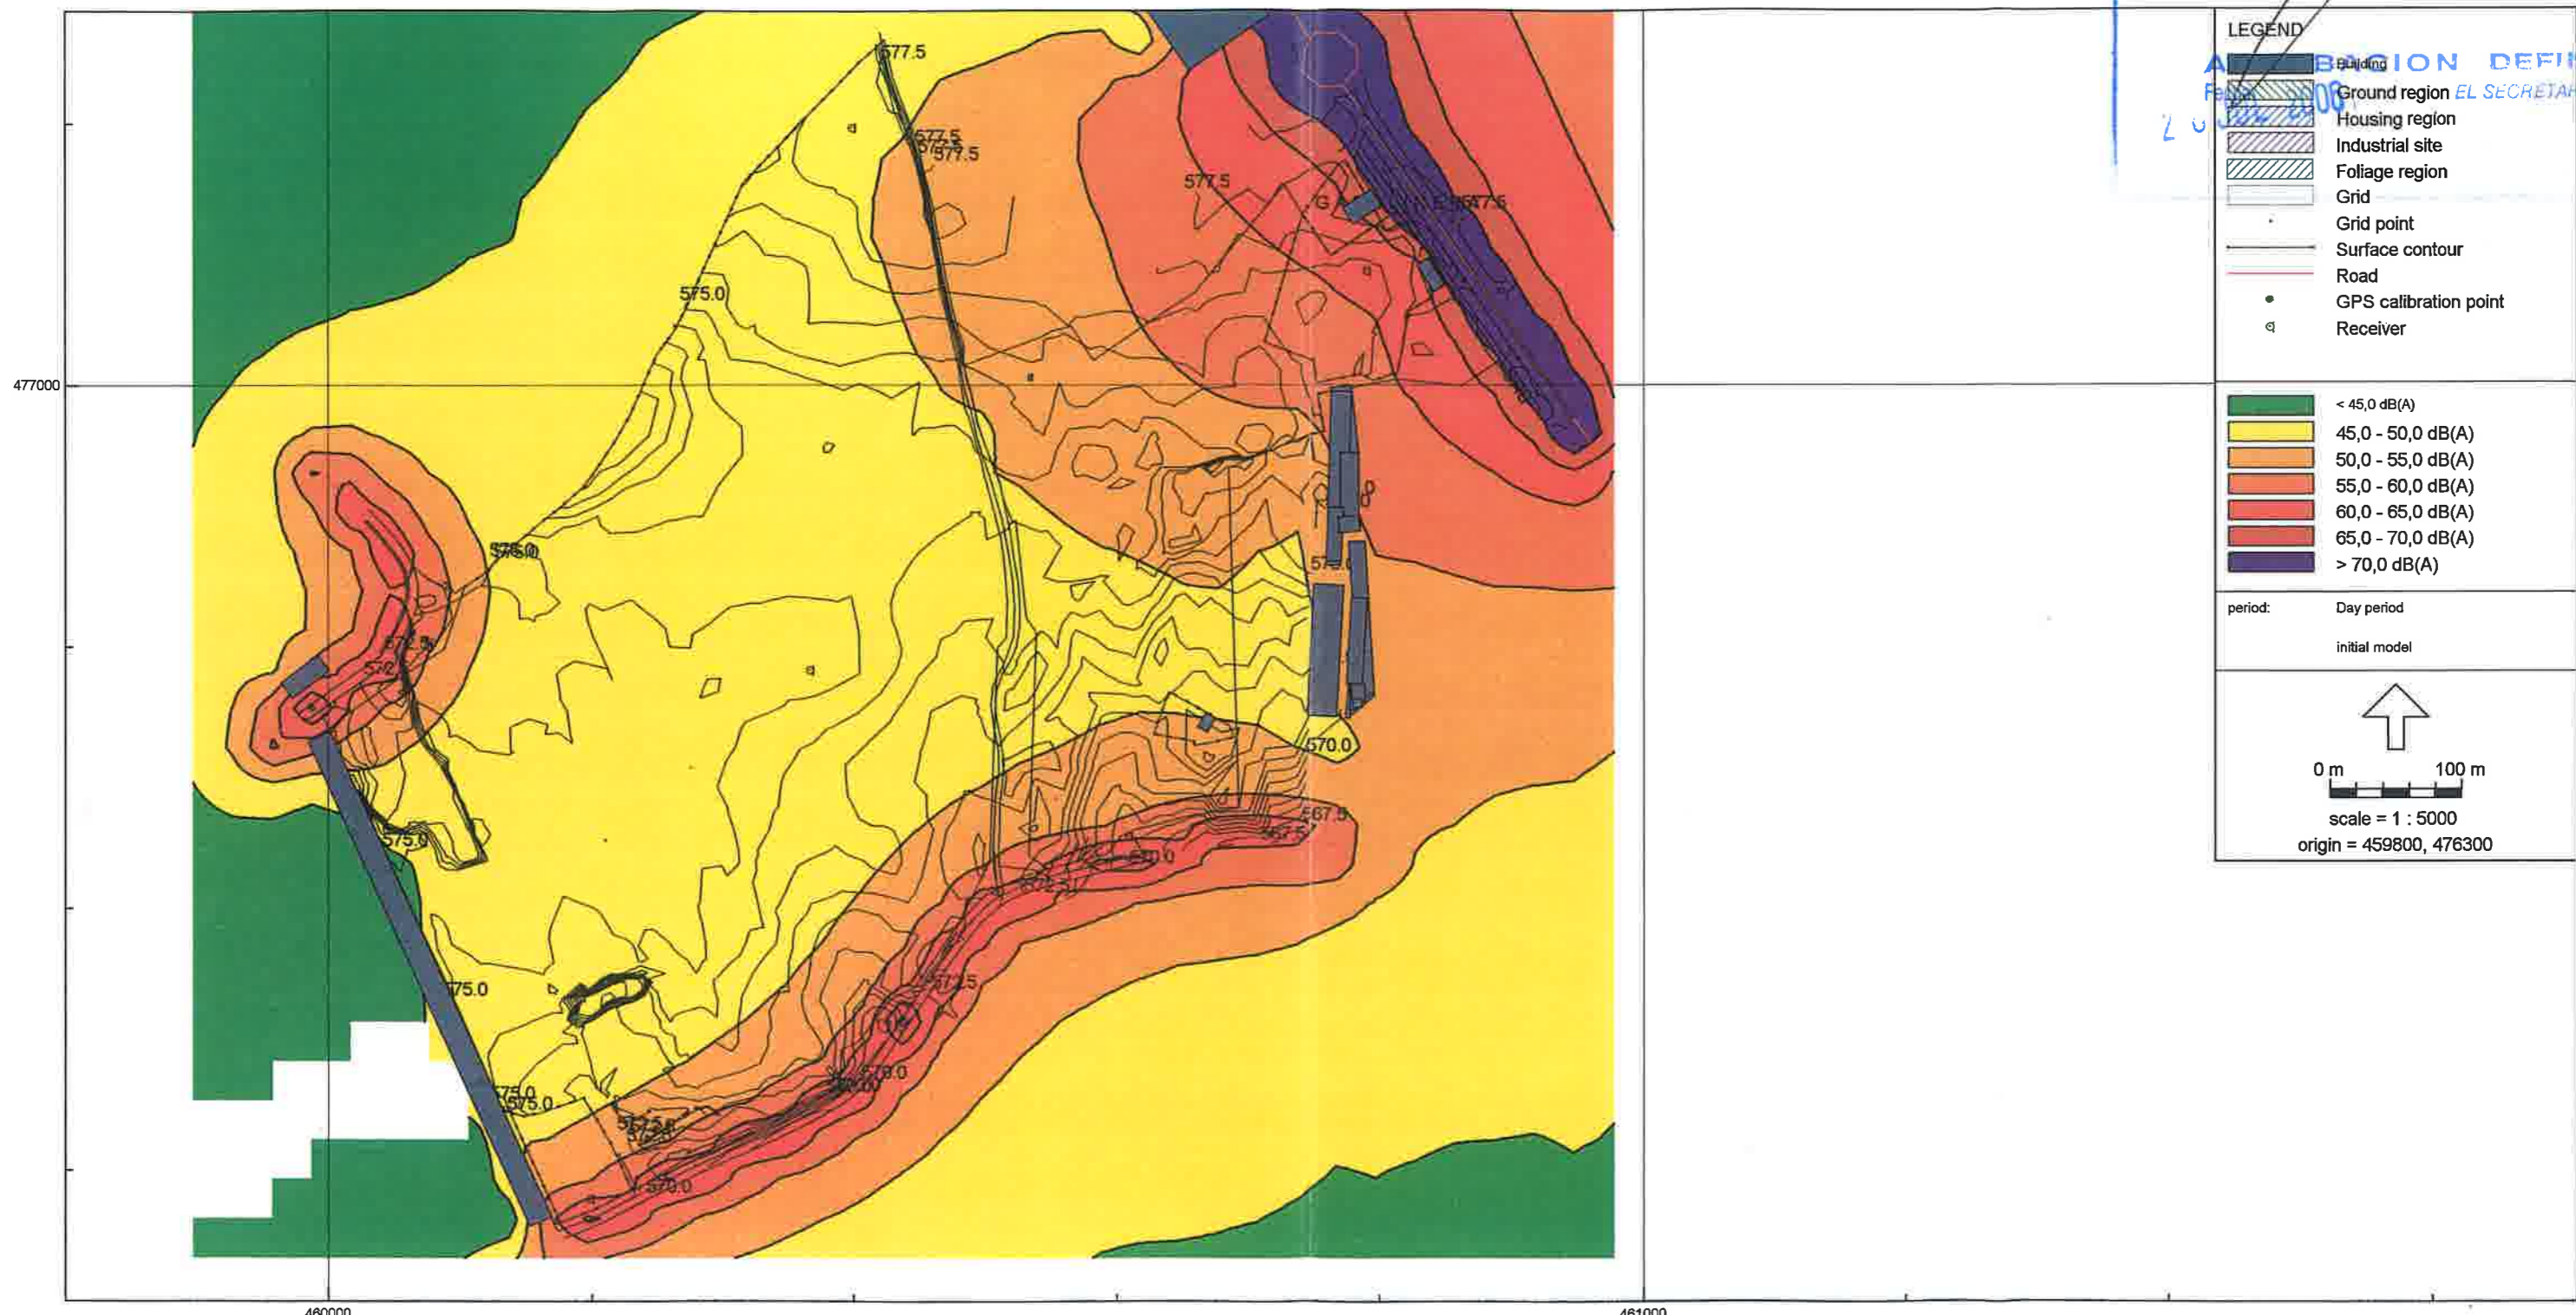 577.5
577.5
577.5
577.5
577.5
575.0
477000
570.0
567.5
567.5
575.0
575.0
572.5
570.0
575.0
575.0
570.0
460000
461000
LEGEND
Building
Ground region
EL SECRETAR
Housing region
Industrial site
Foliage region
Grid
Grid point
Surface contour
Road
GPS calibration point
Receiver
< 45,0 dB(A)
45,0 - 50,0 dB(A)
50,0 - 55,0 dB(A)
55,0 - 60,0 dB(A)
60,0 - 65,0 dB(A)
65,0 - 70,0 dB(A)
> 70,0 dB(A)
period: Day period
initial model
0 m 100 m
scale = 1 : 5000
origin = 459800, 476300